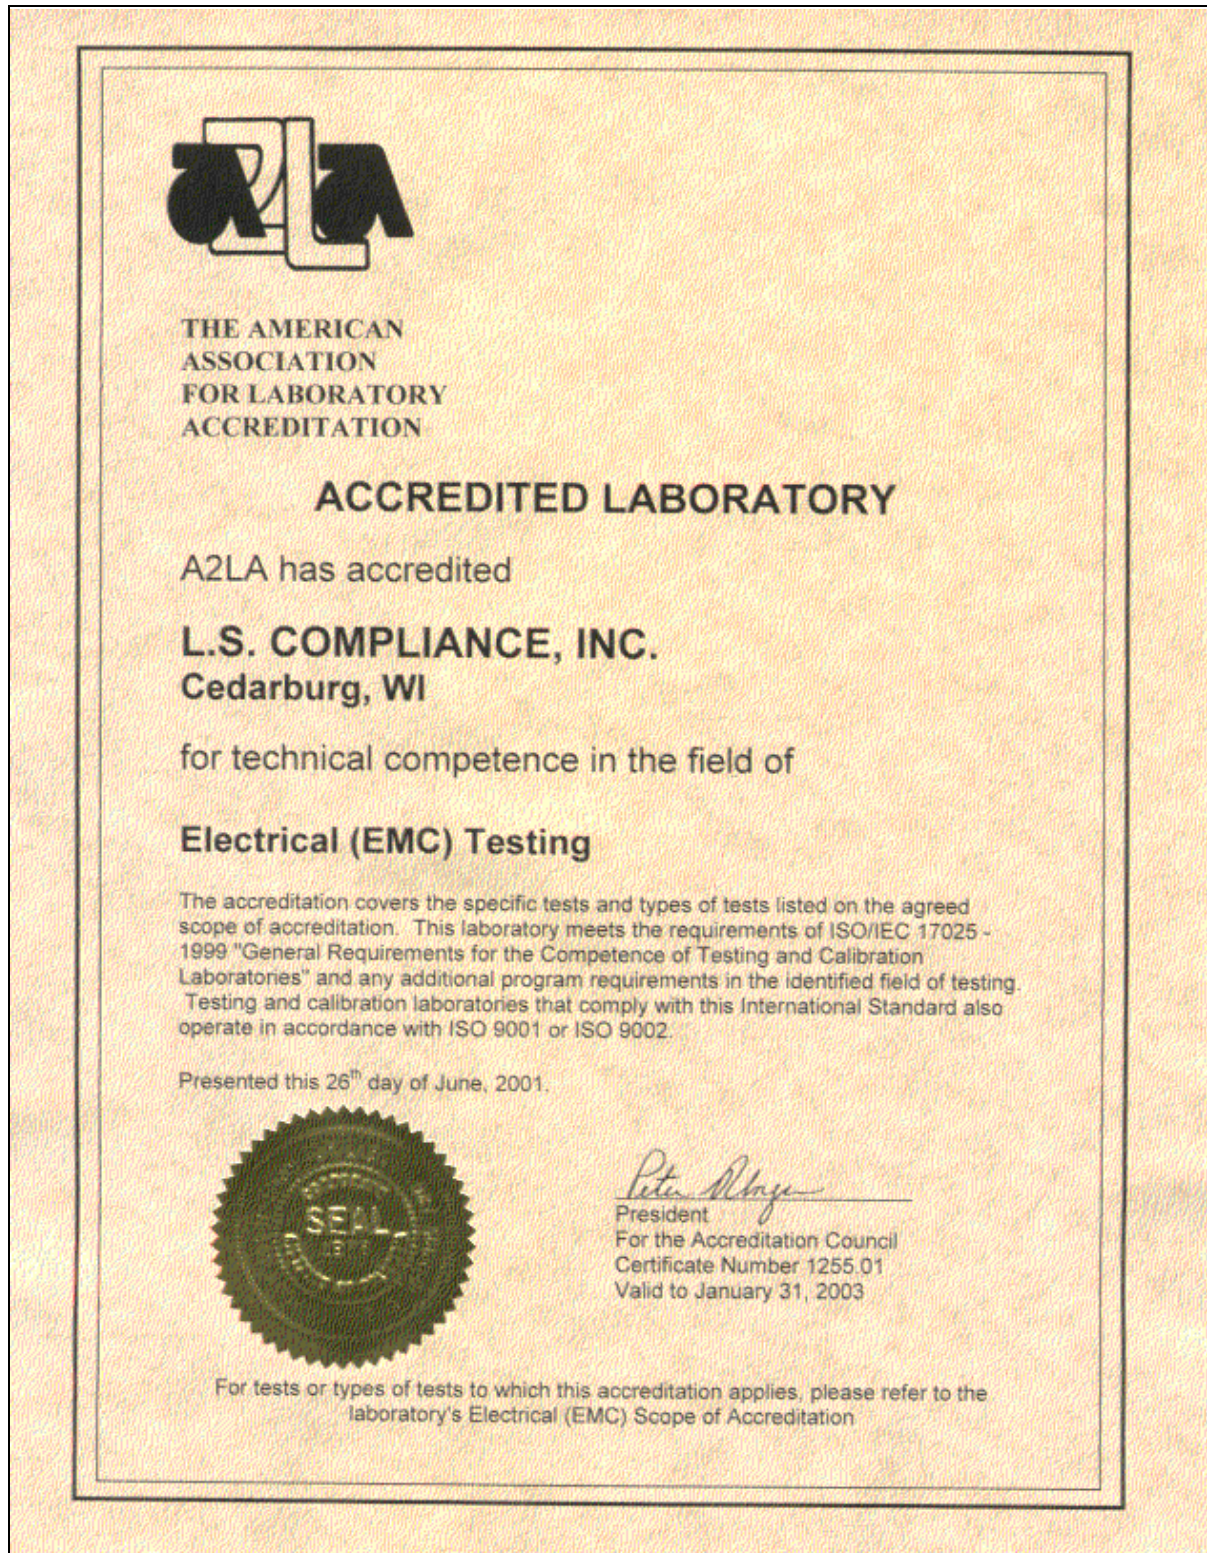 A2LA
THE AMERICAN
ASSOCIATION
FOR LABORATORY
ACCREDITATION
ACCREDITED LABORATORY
A2LA has accredited
L.S. COMPLIANCE, INC.
Cedarburg, WI
for technical competence in the field of
Electrical (EMC) Testing
The accreditation covers the specific tests and types of tests listed on the agreed
scope of accreditation. This laboratory meets the requirements of ISO/IEC 17025 -
1999 "General Requirements for the Competence of Testing and Calibration
Laboratories" and any additional program requirements in the identified field of testing.
Testing and calibration laboratories that comply with this International Standard also
operate in accordance with ISO 9001 or ISO 9002.
Presented this 26th day of June, 2001.
SEAL
Peter
President
For the Accreditation Council
Certificate Number 1255.01
Valid to January 31, 2003
For tests or types of tests to which this accreditation applies, please refer to the
laboratory's Electrical (EMC) Scope of Accreditation